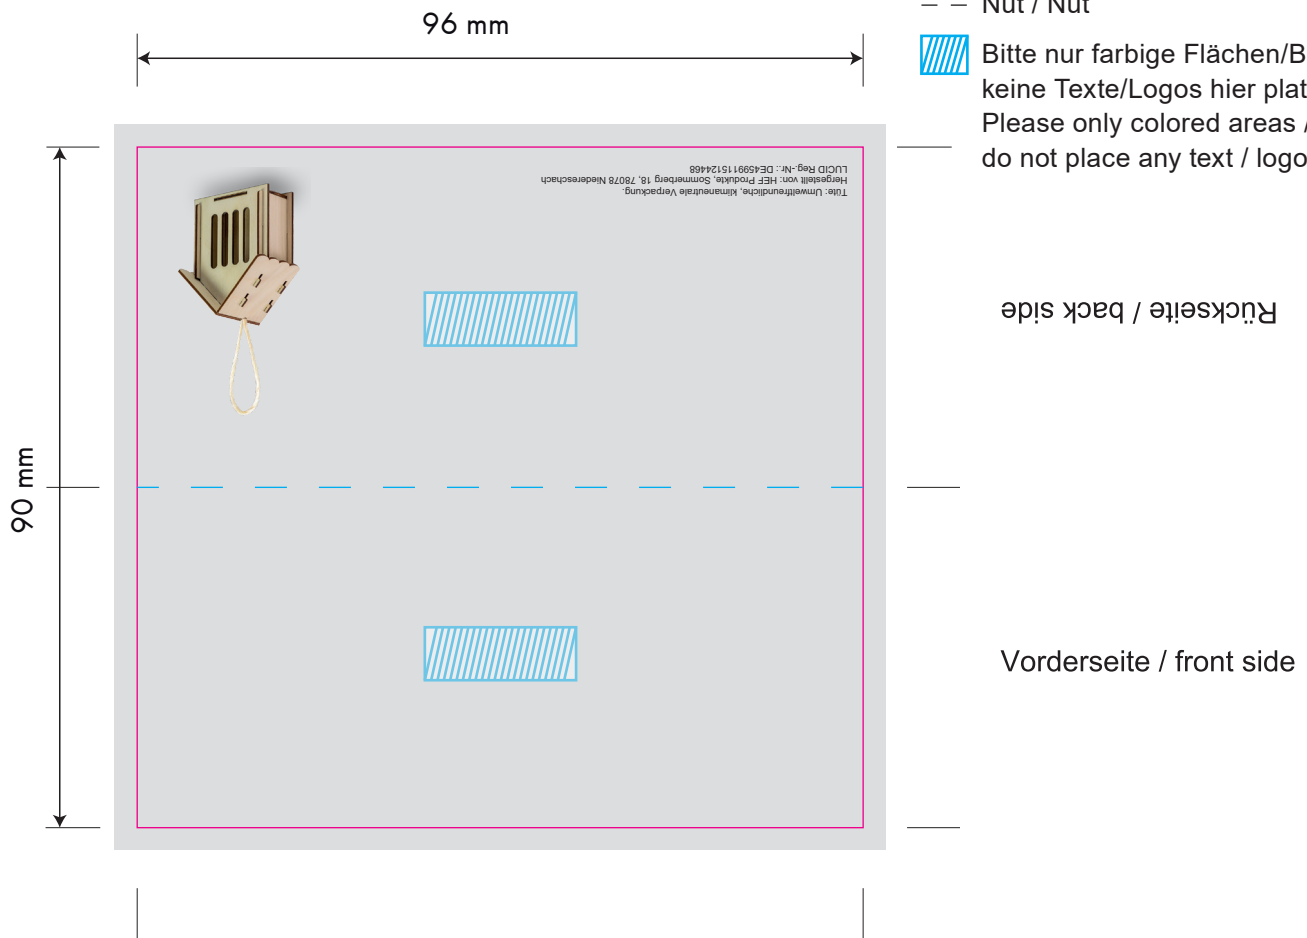 96 mm
Nut / Nut
Bitte nur farbige Flächen/B
keine Texte/Logos hier plat
Please only colored areas /
do not place any text / logo
Tüte: Umweltfreundliche, klimaneutrale Verpackung.
Hergestellt von: HEF Produkte, Sommerberg 18, 78078 Niedereschach
LUCID Reg.-Nr.: DE45991515124468
Rückseite / back side
90 mm
Vorderseite / front side